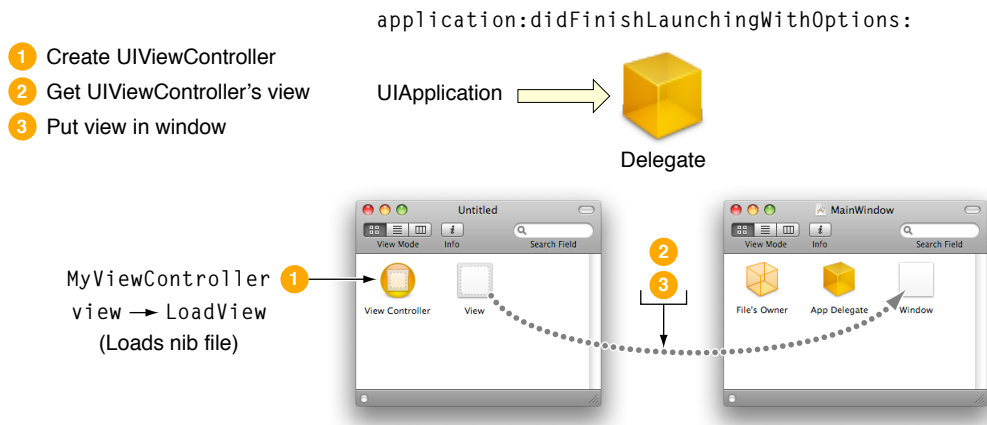 application:didFinishLaunchingWithOptions:
1 Create UIViewController
2 Get UIViewController's view
3 Put view in window
UIApplication
Delegate
Untitled
View Mode Info Search Field
MyViewController 1
view → LoadView
(Loads nib file)
View Controller View
2
3
MainWindow
View Mode Info Search Field
File's Owner App Delegate Window